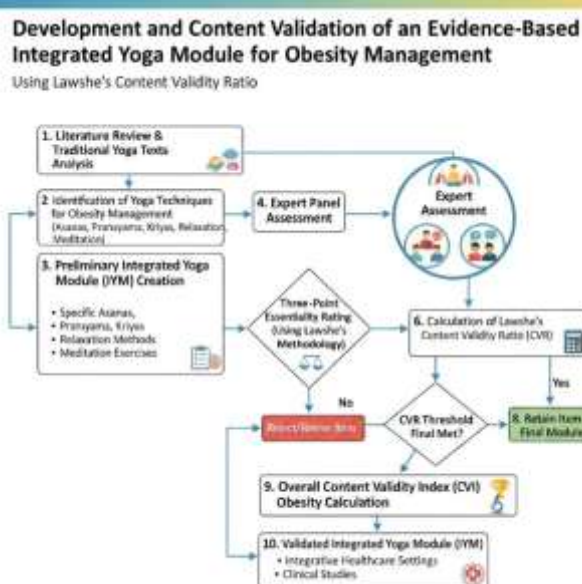 Development and Content Validation of an Evidence-Based
Integrated Yoga Module for Obesity Management
Using Lawshe's Content Validity Ratio
1. Literature Review &
Traditional Yoga Texts
Analysis
2 Identification of Yoga Techniques
for Obesity Management
(Asanas, Pranayama, Kriyas, Relaxation,
Meditation)
4. Expert Panel
Assessment
Expert
Assessment
3. Preliminary Integrated Yoga
Module (IYM) Creation
• Specific Asanas,
• Pranyama, Kriyas
• Relaxation Methods
• Meditation Exercises
Three-Point
Essentiality Rating
(Using Lawshe's
Methodology)
6. Calculation of Lawshe's
Content Validity Ratio (CVR)
No
Yes
CVR Threshold
Final Met?
8. Retain Item
Final Module
9. Overall Content Validity Index (CVI)
Obesity Calculation
10. Validated Integrated Yoga Module (IYM)
• Integrative Healthcare Settings
• Clinical Studies